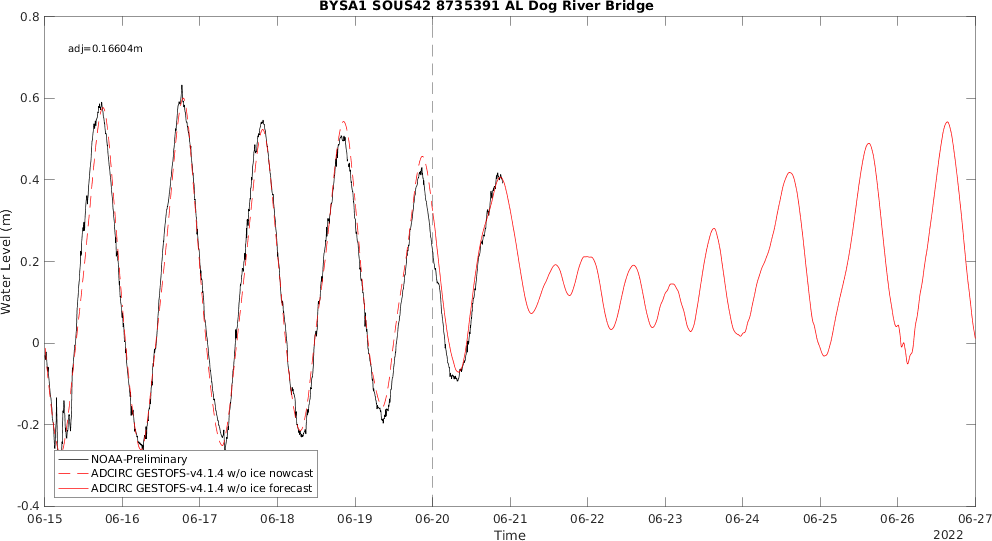 BYSA1 SOUS42 8735391 AL Dog River Bridge
adj=0.16604m
Water Level (m)
0.8
0.6
0.4
0.2
0
-0.2
-0.4
NOAA-Preliminary
ADCIRC GESTOFS-v4.1.4 w/o ice nowcast
ADCIRC GESTOFS-v4.1.4 w/o ice forecast
06-15 06-16 06-17 06-18 06-19 06-20 06-21 06-22 06-23 06-24 06-25 06-26 06-27
Time
2022